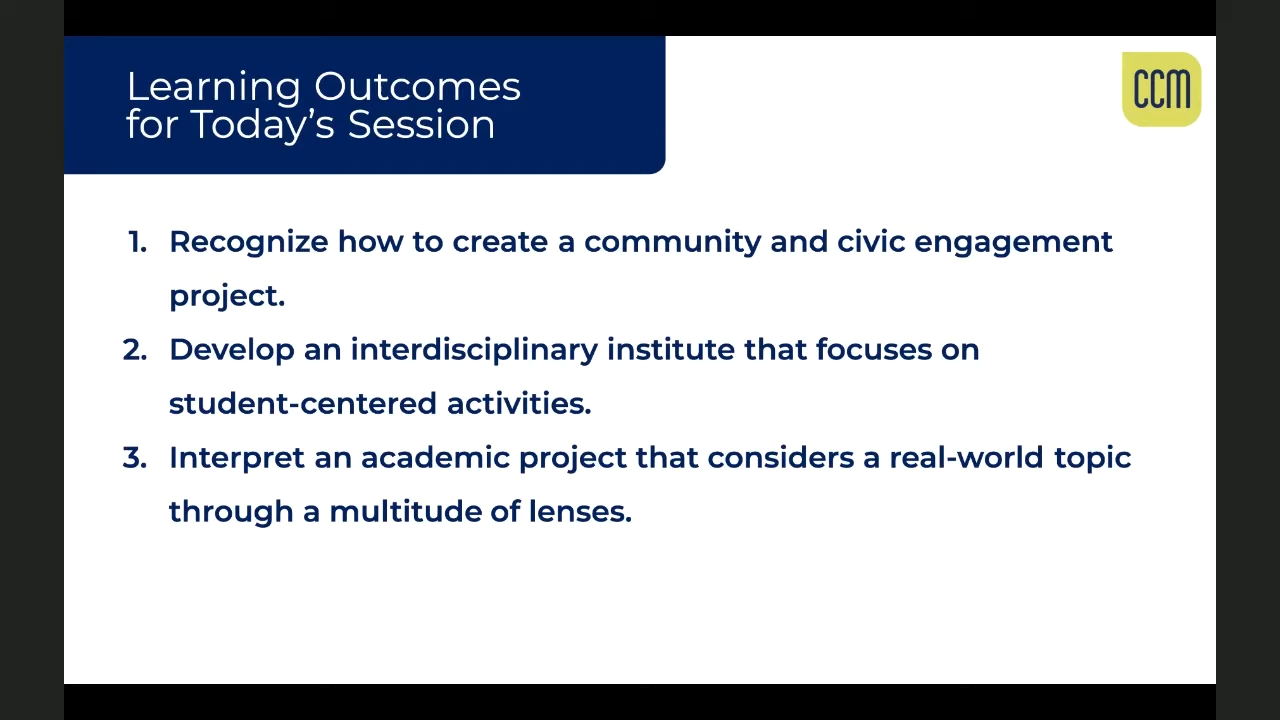 Learning Outcomes
for Today's Session
CCM
1. Recognize how to create a community and civic engagement
project.
2. Develop an interdisciplinary institute that focuses on
student-centered activities.
3. Interpret an academic project that considers a real-world topic
through a multitude of lenses.